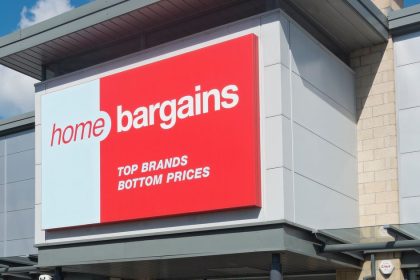 home bargains
TOP BRANDS
BOTTOM PRICES